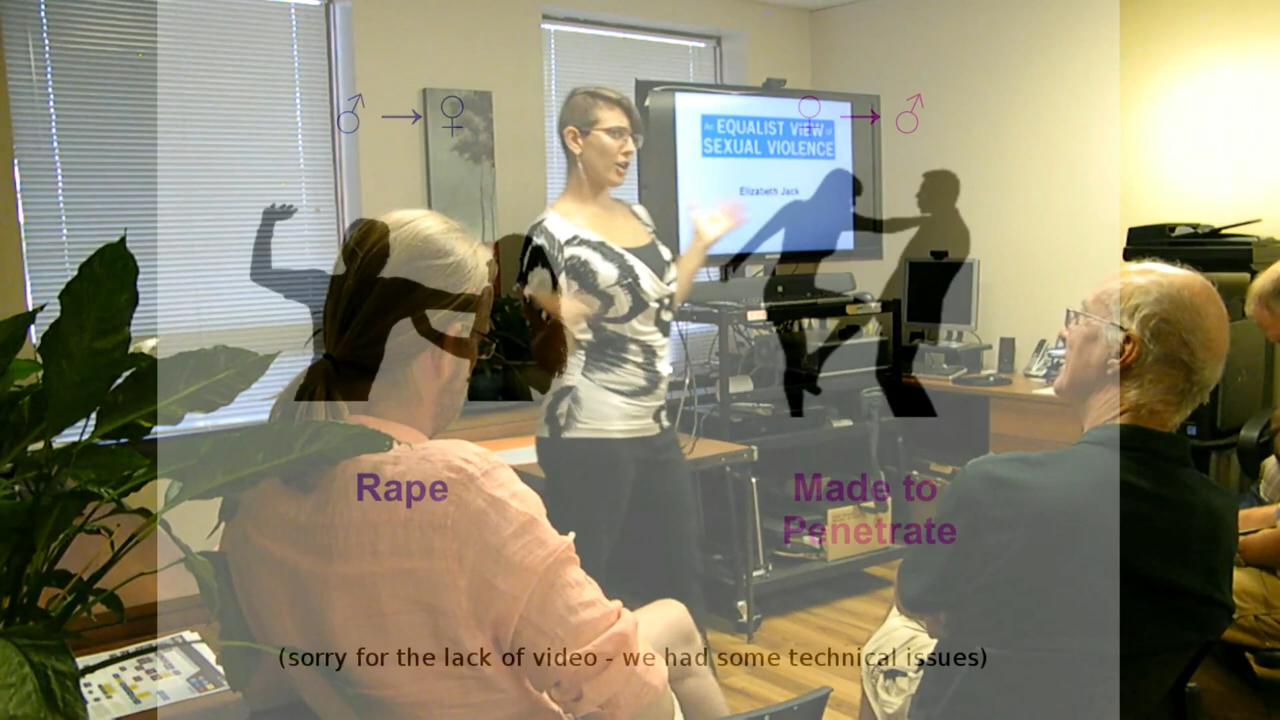 An EQUALIST VIEW of
SEXUAL VIOLENCE
Elizabeth Jack
♂ → ♀
♀ → ♂
Rape
Made to
Penetrate
(sorry for the lack of video - we had some technical issues)